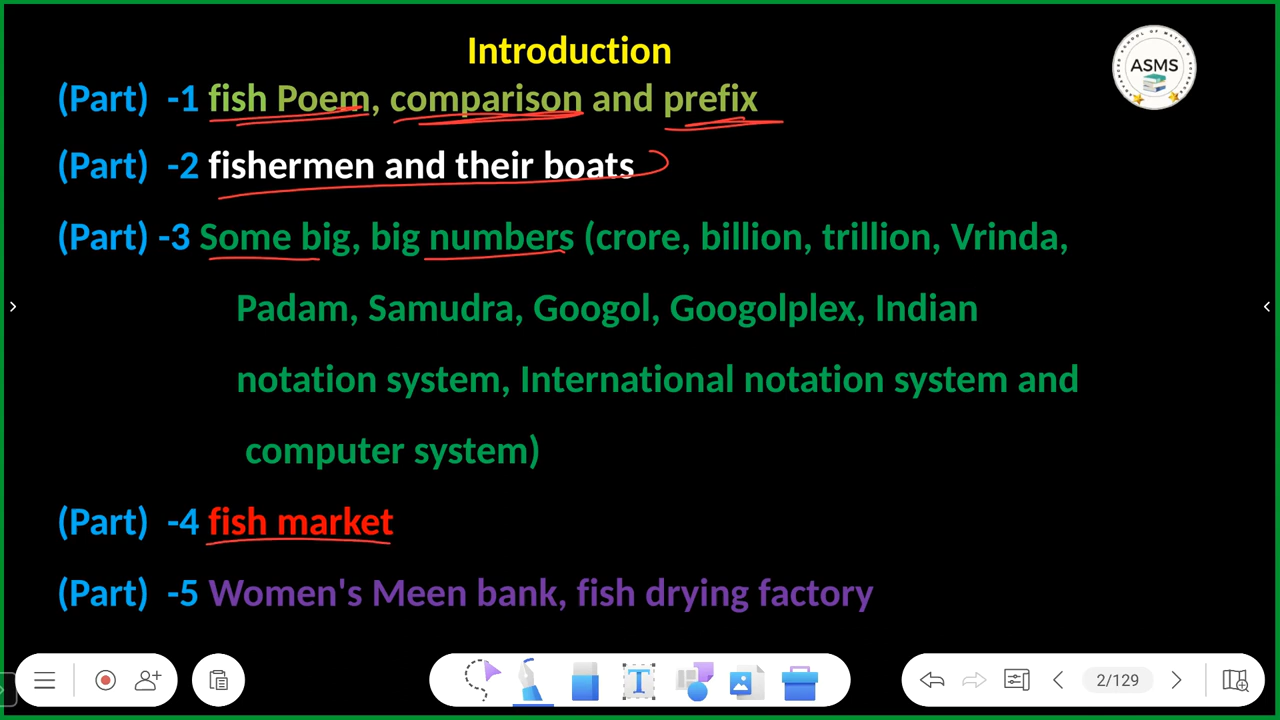 Introduction
(Part) -1 fish Poem, comparison and prefix
(Part) -2 fishermen and their boats
(Part) -3 Some big, big numbers (crore, billion, trillion, Vrinda,
Padam, Samudra, Googol, Googolplex, Indian
notation system, International notation system and
computer system)
(Part) -4 fish market
(Part) -5 Women's Meen bank, fish drying factory
ASMS
2/129